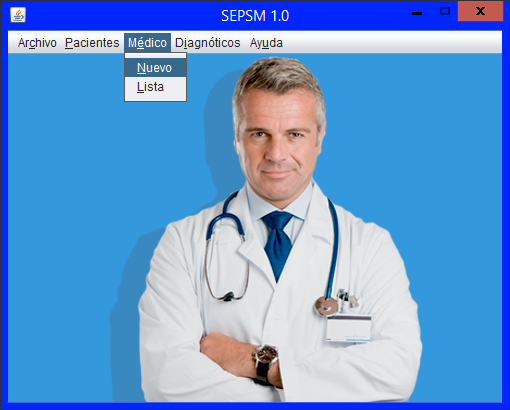 SEPSM 1.0
Archivo Pacientes Médico Diagnóticos Ayuda
Nuevo
Lista